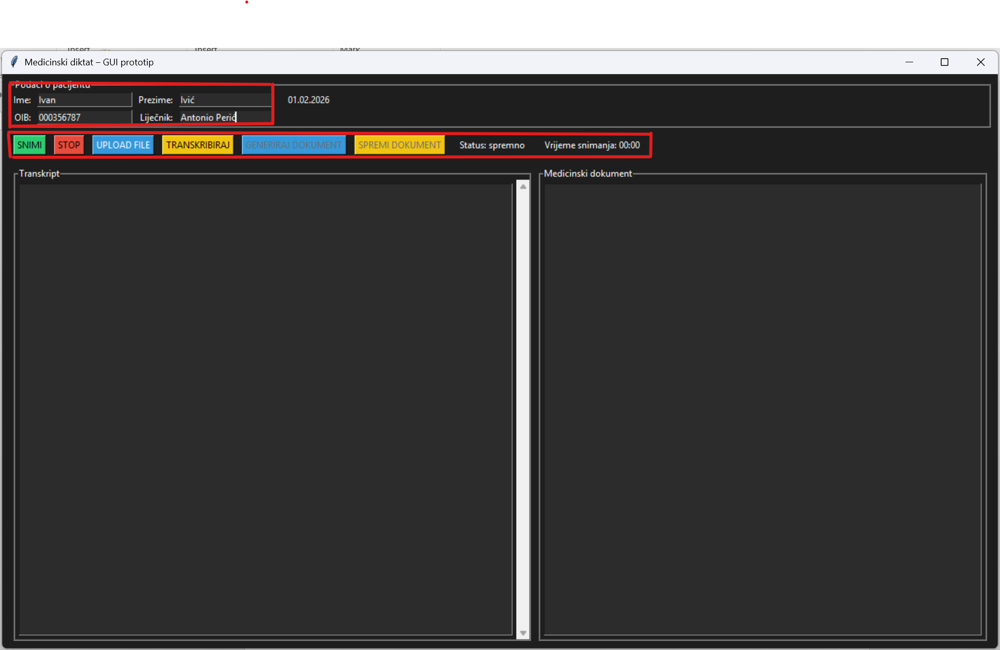 Insert Insert Mark
Medicinski diktat – GUI prototip
Podaci o pacijentu
Ime: Ivan Prezime: Ivić 01.02.2026
OIB: 000356787 Liječnik: Antonio Perić
SNIMI STOP UPLOAD FILE TRANSKRIBIRAJ GENERIRAJ DOKUMENT SPREMI DOKUMENT Status: spremno Vrijeme snimanja: 00:00
Transkript Medicinski dokument